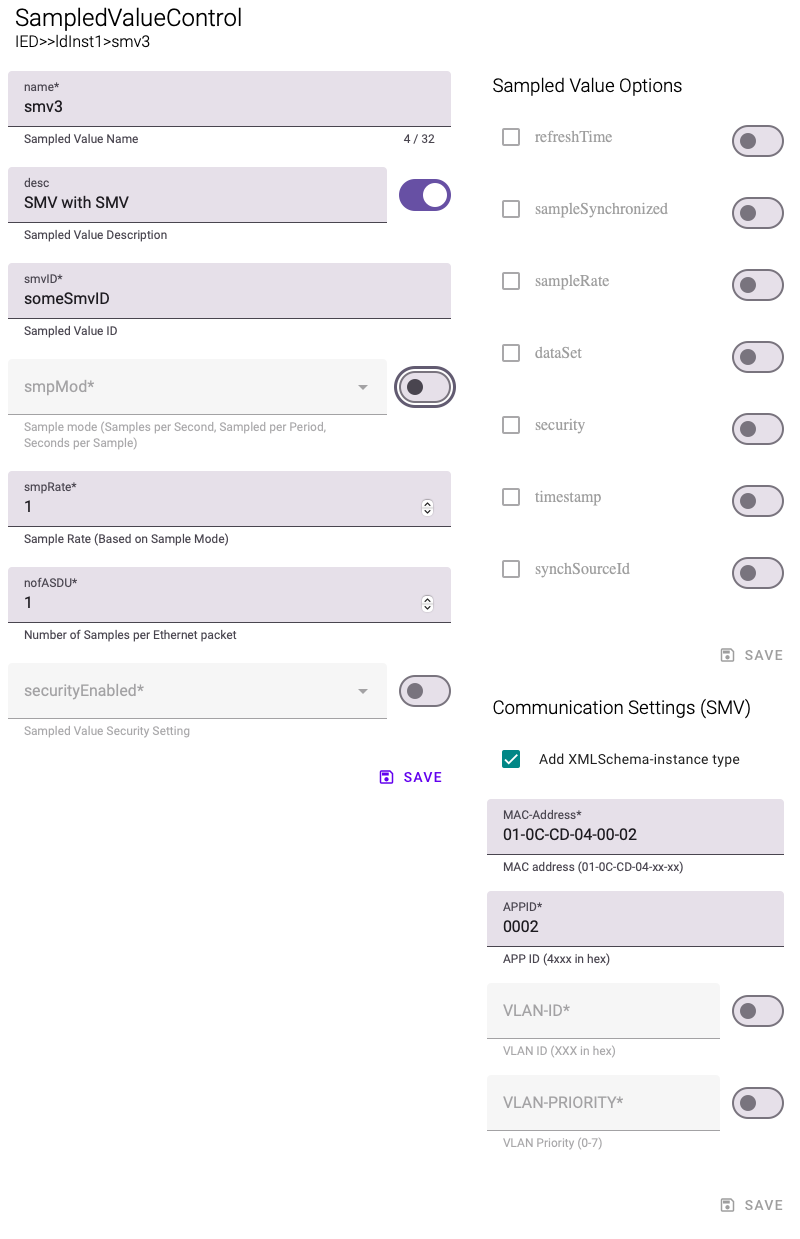 SampledValueControl
IED>>ldInst1>smv3
name*
smv3
Sampled Value Name
4 / 32
desc
SMV with SMV
Sampled Value Description
smvID*
someSmvID
Sampled Value ID
smpMod*
Sample mode (Samples per Second, Sampled per Period,
Seconds per Sample)
smpRate*
1
Sample Rate (Based on Sample Mode)
nofASDU*
1
Number of Samples per Ethernet packet
securityEnabled*
Sampled Value Security Setting
SAVE
Sampled Value Options
refreshTime
sampleSynchronized
sampleRate
dataSet
security
timestamp
synchSourceId
SAVE
Communication Settings (SMV)
Add XMLSchema-instance type
MAC-Address*
01-0C-CD-04-00-02
MAC address (01-0C-CD-04-xx-xx)
APPID*
0002
APP ID (4xxx in hex)
VLAN-ID*
VLAN ID (XXX in hex)
VLAN-PRIORITY*
VLAN Priority (0-7)
SAVE